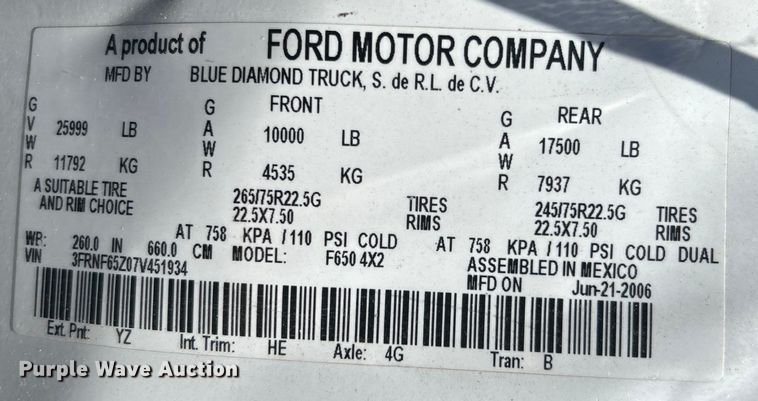 A product of FORD MOTOR COMPANY
MFD BY BLUE DIAMOND TRUCK, S. de R.L. de C.V.
GVWR 25999 LB 11792 KG
FRONT GAWR 10000 LB 4535 KG
REAR GAWR 17500 LB 7937 KG
A SUITABLE TIRE AND RIM CHOICE
265/75R22.5G TIRES 245/75R22.5G TIRES
22.5X7.50 RIMS 22.5X7.50 RIMS
AT 758 KPA / 110 PSI COLD AT 758 KPA / 110 PSI COLD DUAL
WB: 260.0 IN 660.0 CM MODEL: F650 4X2 ASSEMBLED IN MEXICO
VIN 3FRNF65Z07V451934 MFD ON Jun-21-2006
Ext. Pnt: YZ Int. Trim: HE Axle: 4G Tran: B
Purple Wave Auction